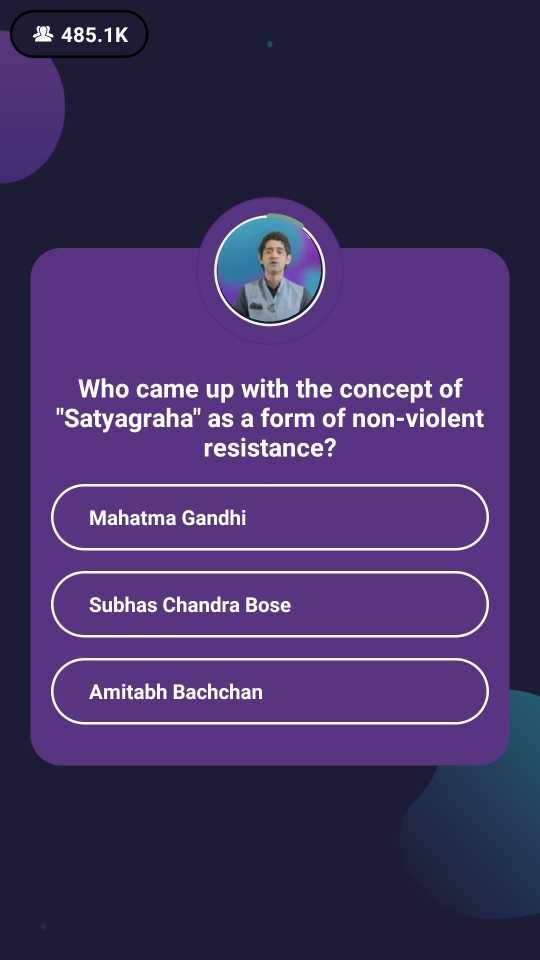 485.1K
Who came up with the concept of
"Satyagraha" as a form of non-violent
resistance?
Mahatma Gandhi
Subhas Chandra Bose
Amitabh Bachchan